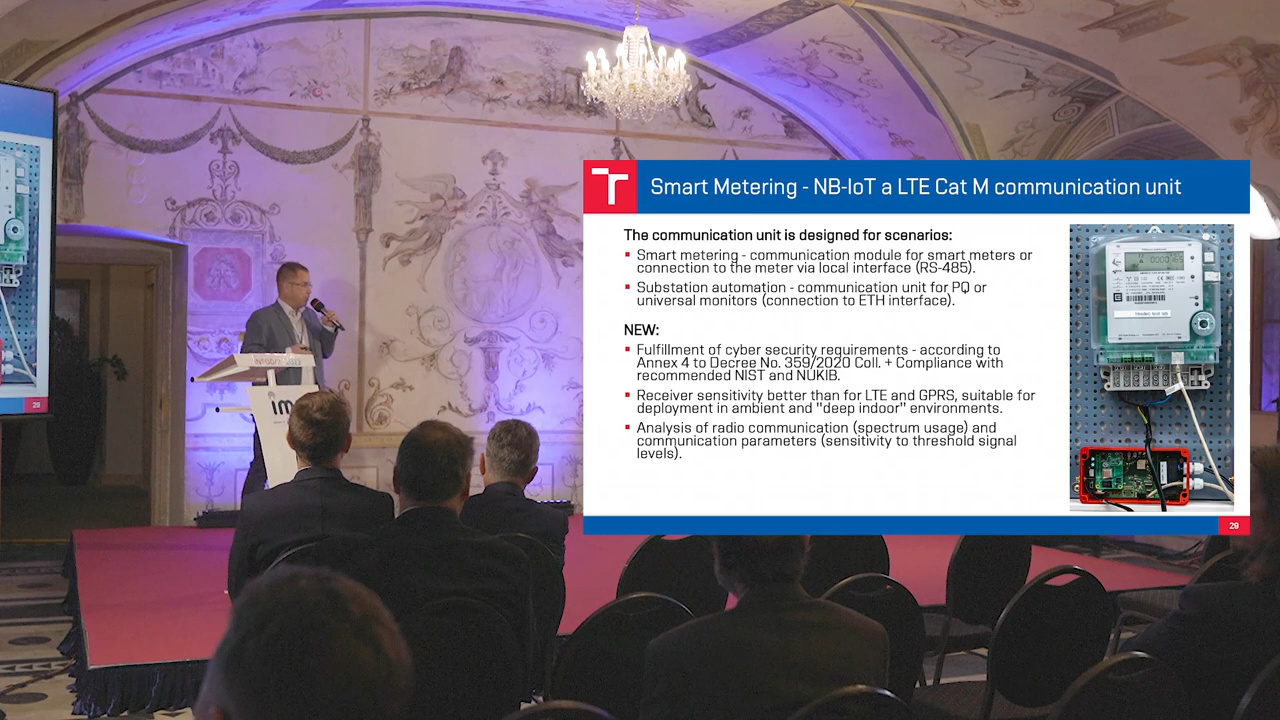 Smart Metering - NB-IoT a LTE Cat M communication unit
The communication unit is designed for scenarios:
Smart metering - communication module for smart meters or
connection to the meter via local interface (RS-485).
Substation automation - communication unit for PQ or
universal monitors (connection to ETH interface).
NEW:
Fulfillment of cyber security requirements - according to
Annex 4 to Decree No. 359/2020 Coll. + Compliance with
recommended NIST and NUKIB.
Receiver sensitivity better than for LTE and GPRS, suitable for
deployment in ambient and "deep indoor" environments.
Analysis of radio communication (spectrum usage) and
communication parameters (sensitivity to threshold signal
levels).
29
29
im